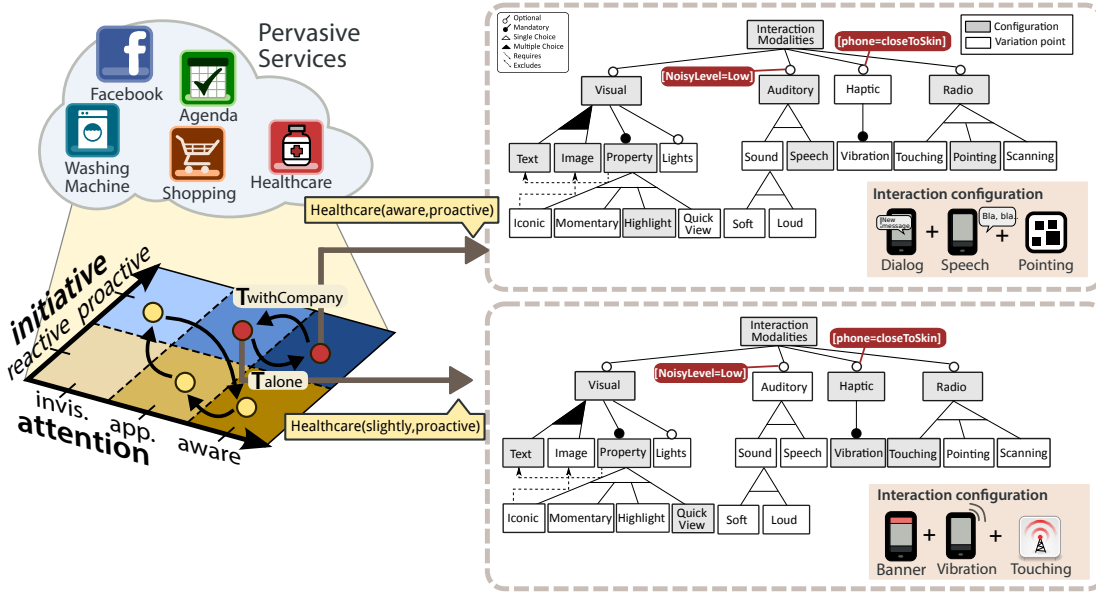 Pervasive
Services
Facebook
Agenda
Washing
Machine
Shopping
Healthcare
Healthcare(aware,proactive)
initiative
reactive proactive
TwithCompany
Talone
invis. app. aware
attention
Healthcare(slightly,proactive)
Optional
Mandatory
Single Choice
Multiple Choice
Requires
Excludes
Interaction
Modalities
[phone=closeToSkin]
Configuration
Variation point
[NoisyLevel=Low]
Visual
Auditory
Haptic
Radio
Text
Image
Property
Lights
Sound
Speech
Vibration
Touching
Pointing
Scanning
Iconic
Momentary
Highlight
Quick
View
Soft
Loud
Interaction configuration
New
message
Bla, bla..
+
+
Dialog
Speech
Pointing
Interaction
Modalities
[phone=closeToSkin]
[NoisyLevel=Low]
Visual
Auditory
Haptic
Radio
Text
Image
Property
Lights
Sound
Speech
Vibration
Touching
Pointing
Scanning
Iconic
Momentary
Highlight
Quick
View
Soft
Loud
Interaction configuration
+
+
Banner
Vibration
Touching